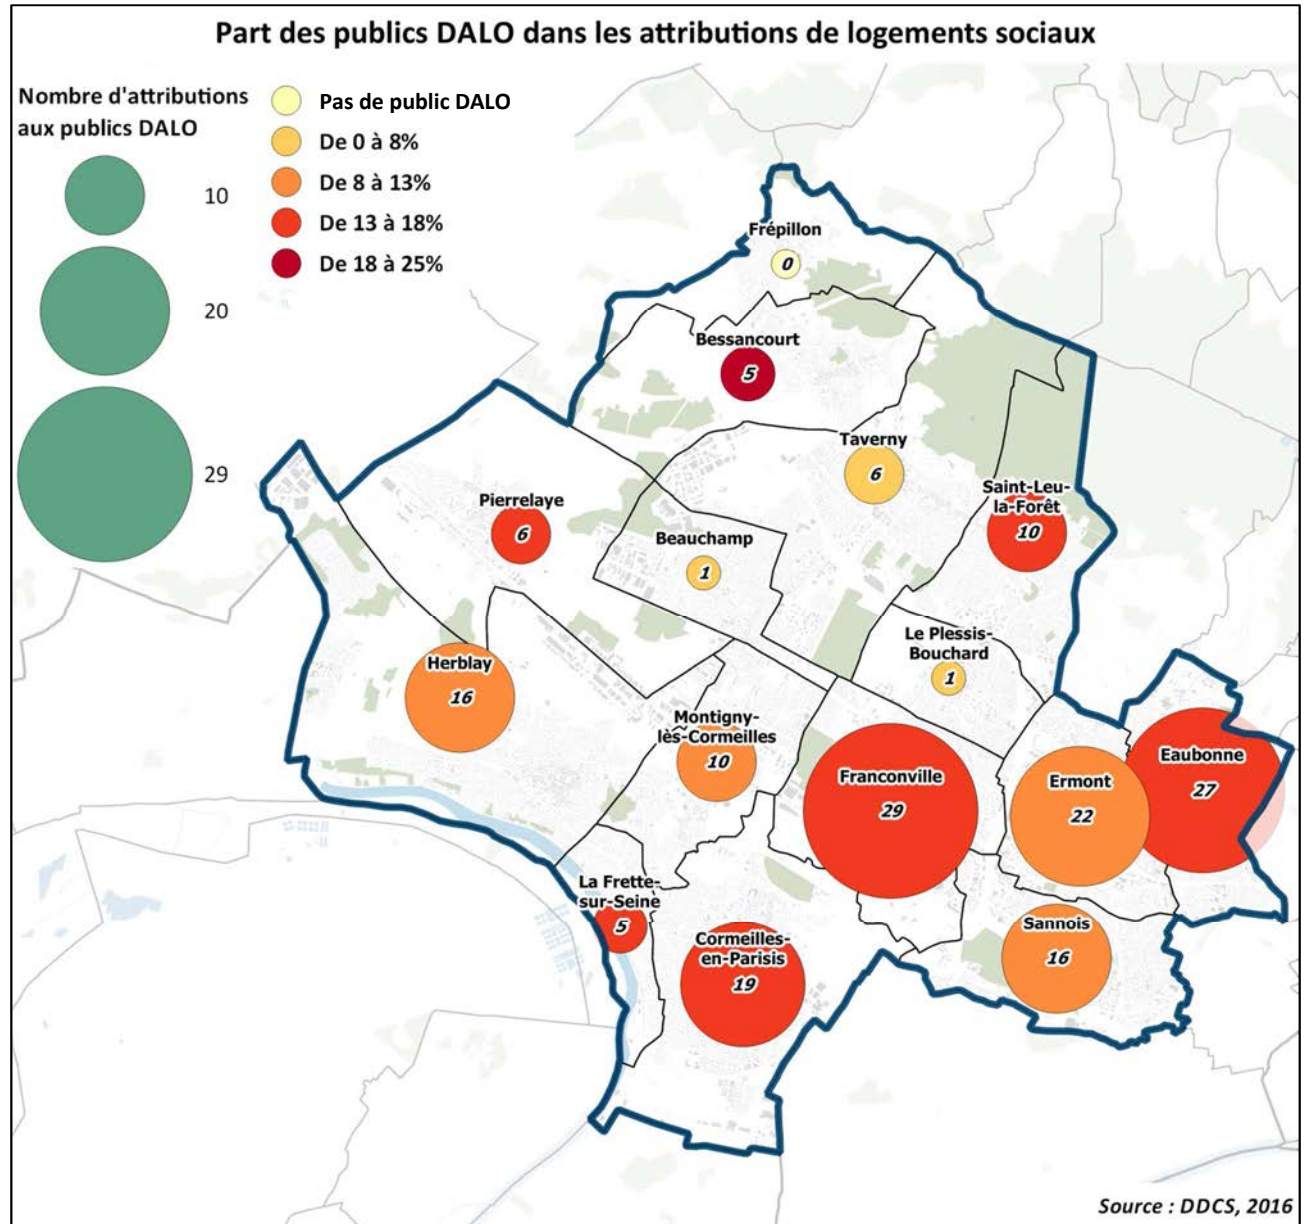 Part des publics DALO dans les attributions de logements sociaux
Nombre d'attributions
aux publics DALO
10
20
29
Pas de public DALO
De 0 à 8%
De 8 à 13%
De 13 à 18%
De 18 à 25%
Frépillon
0
Bessancourt
5
Taverny
6
Saint-Leu-
la-Forêt
10
Pierrelaye
6
Beauchamp
1
Le Plessis-
Bouchard
1
Herblay
16
Montigny-
lès-Cormeilles
10
Franconville
29
Ermont
22
Eaubonne
27
La Frette-
sur-Seine
5
Cormeilles-
en-Parisis
19
Sannois
16
Source : DDCS, 2016